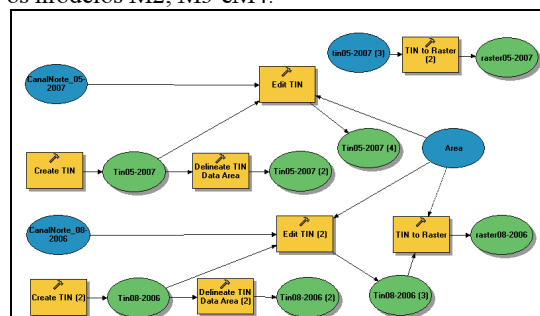 os modelos M2, M3 eM4.
CanalNorte_05-
2007
Edit TIN
tin05-2007 (3)
TIN to Raster
(2)
raster05-2007
Create TIN
Tin05-2007
Delineate TIN
Data Area
Tin05-2007 (2)
Tin05-2007 (4)
Area
CanalNorte_08-
2006
Edit TIN (2)
TIN to Raster
raster08-2006
Create TIN (2)
Tin08-2006
Delineate TIN
Data Area (2)
Tin08-2006 (2)
Tin08-2006 (3)